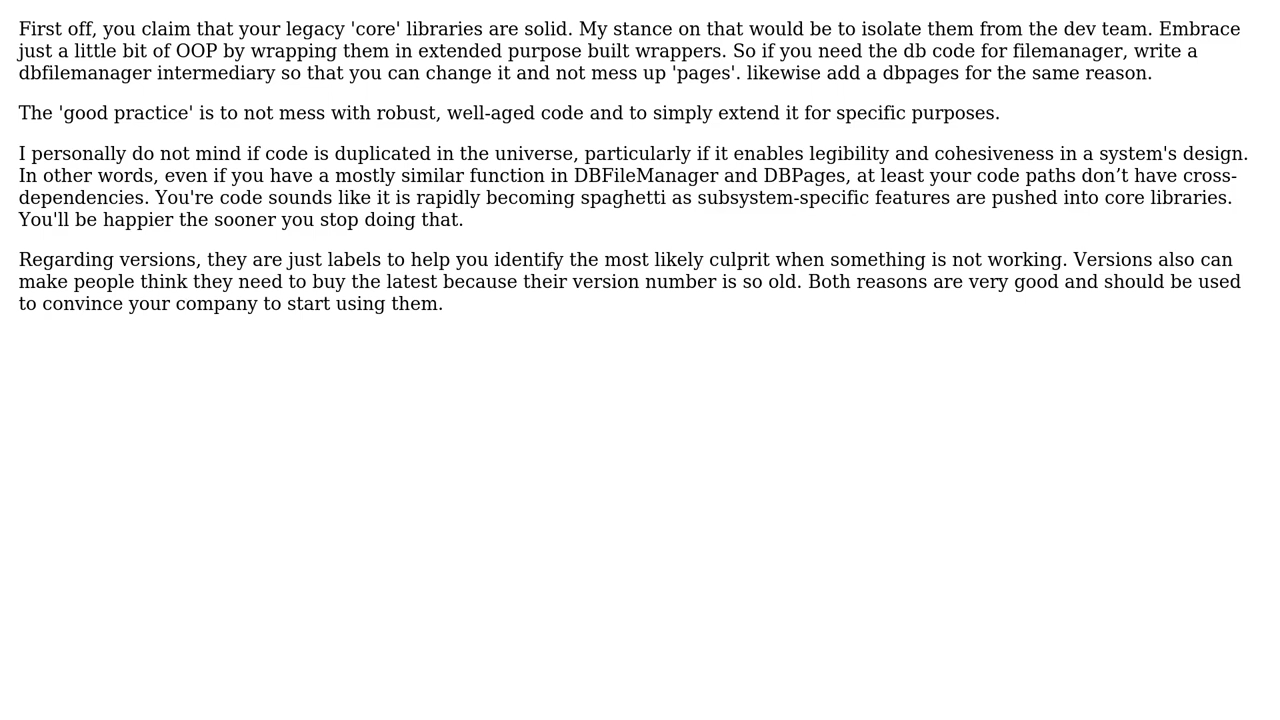 First off, you claim that your legacy 'core' libraries are solid. My stance on that would be to isolate them from the dev team. Embrace
just a little bit of OOP by wrapping them in extended purpose built wrappers. So if you need the db code for filemanager, write a
dbfilemanager intermediary so that you can change it and not mess up 'pages'. likewise add a dbpages for the same reason.
The 'good practice' is to not mess with robust, well-aged code and to simply extend it for specific purposes.
I personally do not mind if code is duplicated in the universe, particularly if it enables legibility and cohesiveness in a system's design.
In other words, even if you have a mostly similar function in DBFileManager and DBPages, at least your code paths don’t have cross-
dependencies. You're code sounds like it is rapidly becoming spaghetti as subsystem-specific features are pushed into core libraries.
You'll be happier the sooner you stop doing that.
Regarding versions, they are just labels to help you identify the most likely culprit when something is not working. Versions also can
make people think they need to buy the latest because their version number is so old. Both reasons are very good and should be used
to convince your company to start using them.